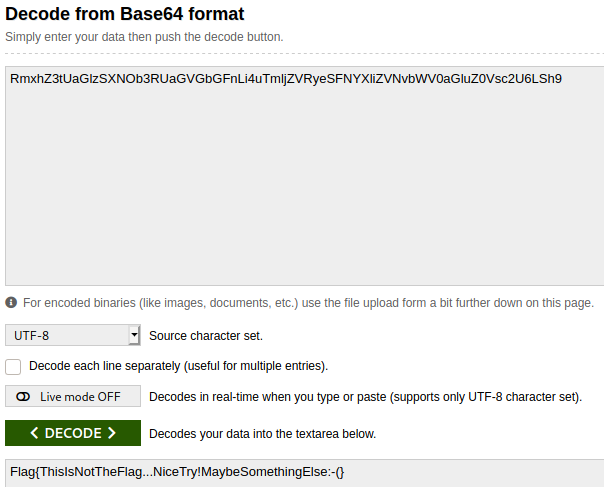 Decode from Base64 format
Simply enter your data then push the decode button.
RmxhZ3tUaGlzSXNOb3RUaGVGbGFnLi4uTmljZVRyeSFNYXliZVNvbWV0aGluZ0Vsc2U6LSh9
For encoded binaries (like images, documents, etc.) use the file upload form a bit further down on this page.
UTF-8 Source character set.
Decode each line separately (useful for multiple entries).
Live mode OFF Decodes in real-time when you type or paste (supports only UTF-8 character set).
< DECODE > Decodes your data into the textarea below.
Flag{ThisIsNotTheFlag...NiceTry!MaybeSomethingElse:-(}